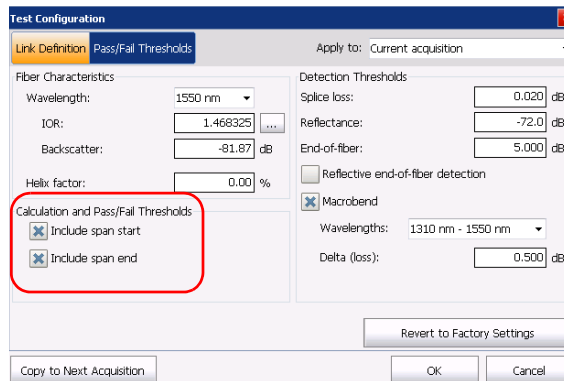 Test Configuration
Link Definition Pass/Fail Thresholds
Apply to: Current acquisition
Fiber Characteristics
Wavelength: 1550 nm
IOR: 1.468325 ...
Backscatter: -81.87 dB
Helix factor: 0.00 %
Calculation and Pass/Fail Thresholds
Include span start
Include span end
Detection Thresholds
Splice loss: 0.020 dB
Reflectance: -72.0 dB
End-of-fiber: 5.000 dB
Reflective end-of-fiber detection
Macrobend
Wavelengths: 1310 nm - 1550 nm
Delta (loss): 0.500 dB
Revert to Factory Settings
Copy to Next Acquisition
OK
Cancel